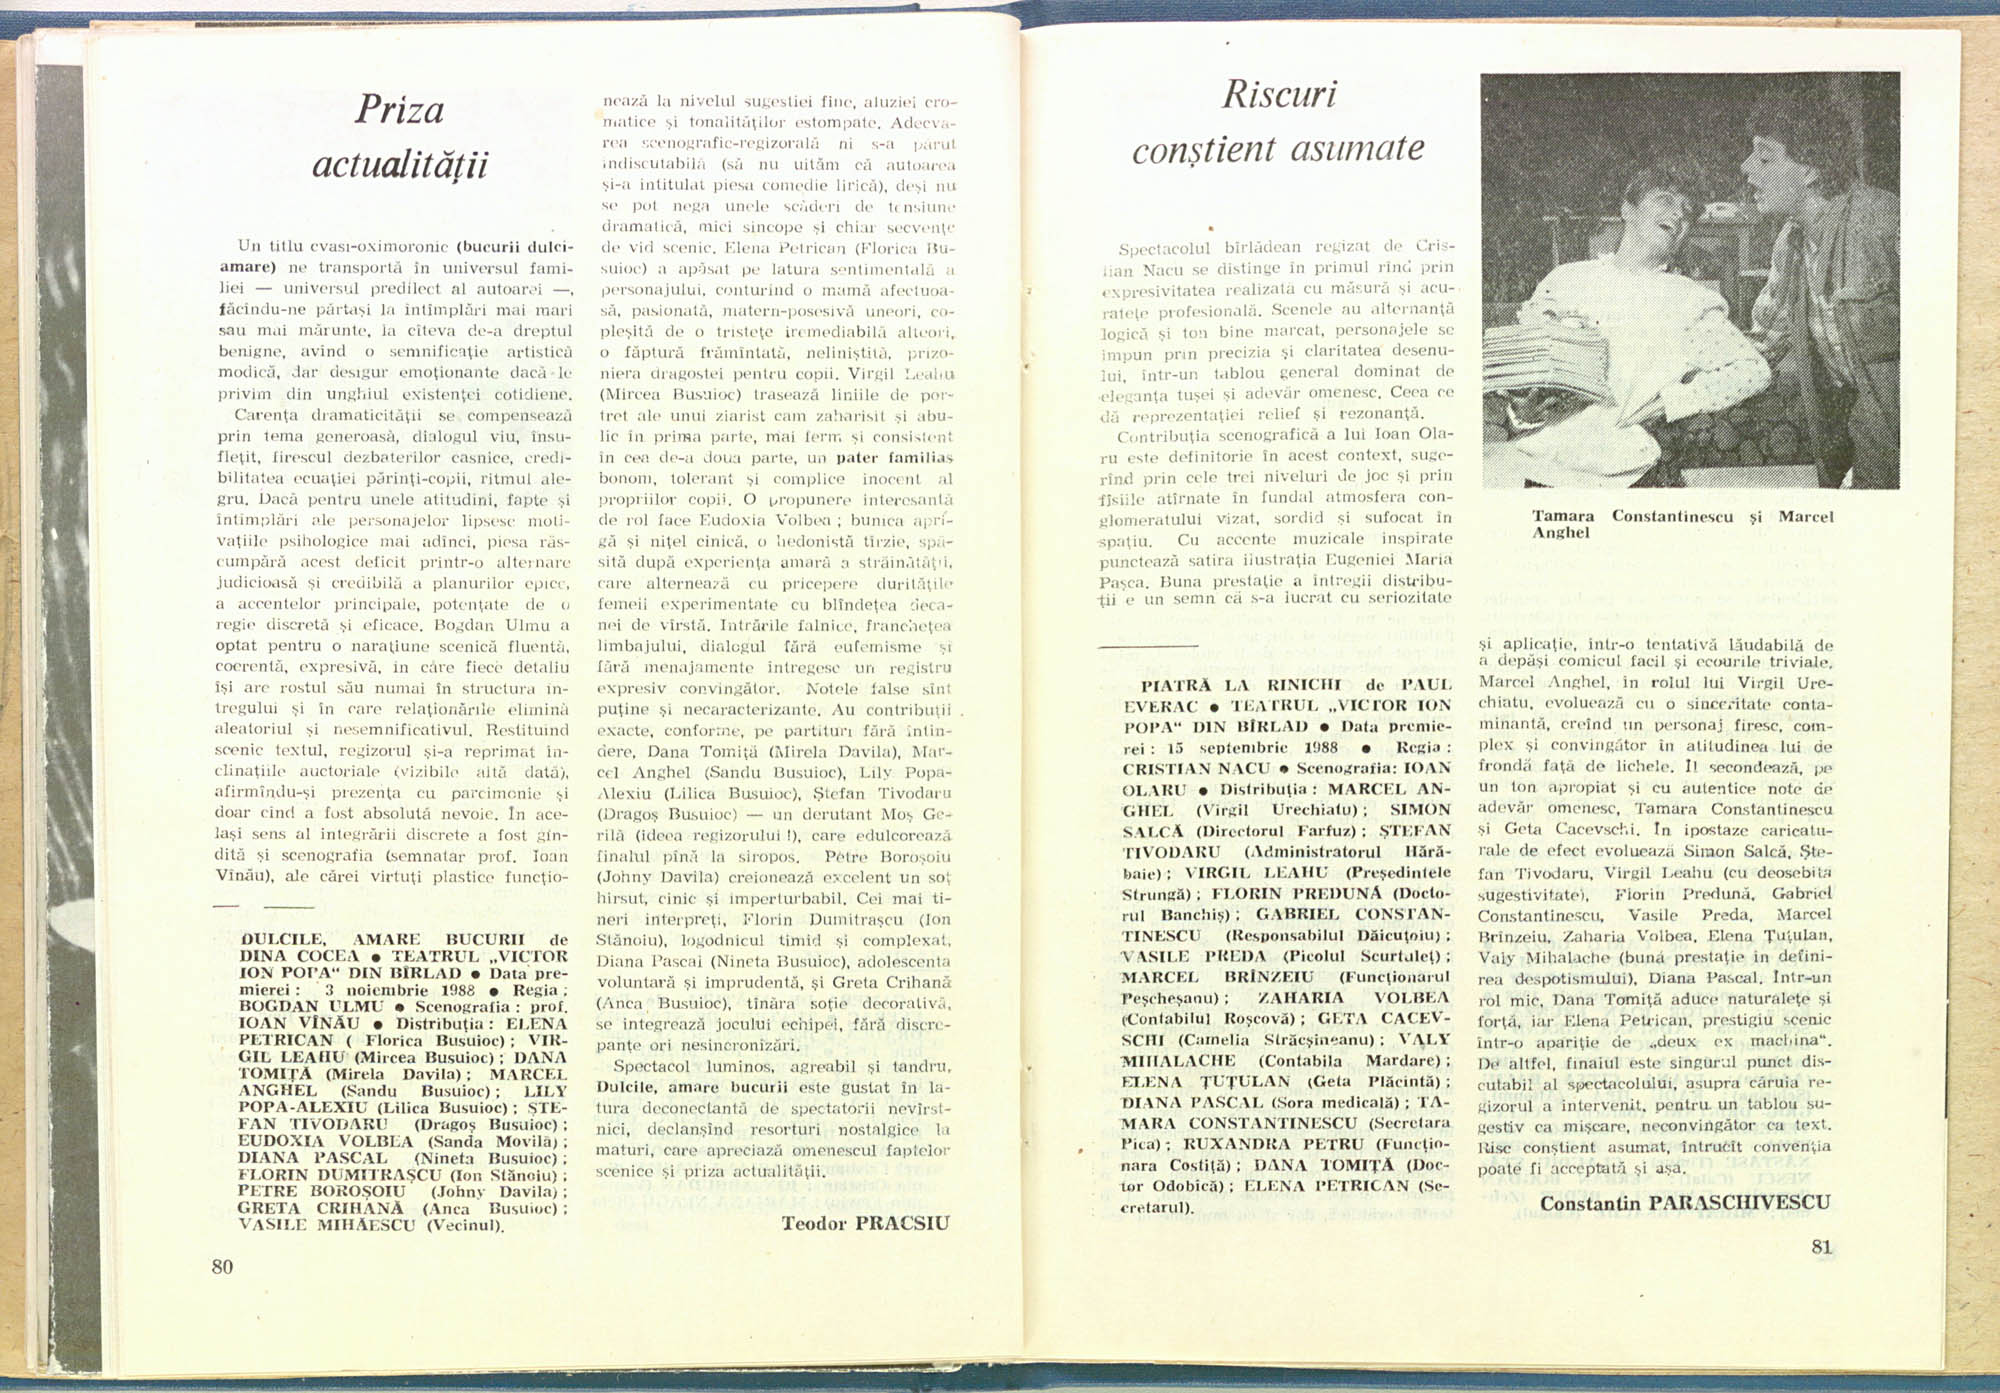 Priza
actualității
Un titlu cvasi-oximoronic (bucurii dulci-
amare) ne transportă în universul fami-
liei — universul predilect al autoarei —,
făcîndu-ne părtași la întîmplări mai mari
sau mai mărunte, la cîteva de-a dreptul
benigne, avînd o semnificație artistică
modică, dar desigur emoționante dacă le
privim din unghiul existenței cotidiene.
Carența dramaticității se compensează
prin tema generoasă, dialogul viu, însu-
flețit, firescul dezbaterilor casnice, credi-
bilitatea ecuației părinți-copii, ritmul ale-
gru. Dacă pentru unele atitudini, fapte și
întîmplări ale personajelor lipsesc moti-
vațiile psihologice mai adînci, piesa răs-
cumpără acest deficit printr-o alternare
judicioasă și credibilă a planurilor epice,
a accentelor principale, potențate de o
regie discretă și eficace. Bogdan Ulmu a
optat pentru o narațiune scenică fluentă,
coerentă, expresivă, în care fiece detaliu
își are rostul său numai în structura în-
tregului și în care relaționările elimină
aleatoriul și nesemnificativul. Restituind
scenic textul, regizorul și-a reprimat în-
clinațiile auctoriale (vizibile altă dată),
afirmîndu-și prezența cu parcimonie și
doar cînd a fost absolută nevoie. În ace-
lași sens al integrării discrete a fost gîn-
dită și scenografia (semnatar prof. Ioan
Vînău), ale cărei virtuți plastice funcțio-
DULCILE, AMARE BUCURII de
DINA COCEA ● TEATRUL „VICTOR
ION POPA“ DIN BÎRLAD ● Data pre-
mierei : 3 noiembrie 1988 ● Regia ;
BOGDAN ULMU ● Scenografia : prof.
IOAN VÎNĂU ● Distribuția : ELENA
PETRICAN ( Florica Busuioc) ; VIR-
GIL LEAHU (Mircea Busuioc) ; DANA
TOMIȚĂ (Mirela Davila) ; MARCEL
ANGHEL (Sandu Busuioc) ; LILY
POPA-ALEXIU (Lilica Busuioc) ; ȘTE-
FAN TIVODARU (Dragoș Busuioc) ;
EUDOXIA VOLBEA (Sanda Movilă) ;
DIANA PASCAL (Nineta Busuioc) ;
FLORIN DUMITRAȘCU (Ion Stănoiu) ;
PETRE BOROȘOIU (Johny Davila) ;
GRETA CRIHANĂ (Anca Busuioc) ;
VASILE MIHĂESCU (Vecinul).
80
nează la nivelul sugestiei fine, aluziei cro-
matice și tonalităților estompate. Adecva-
rea scenografic-regizorală ni s-a părut
indiscutabilă (să nu uităm că autoarea
și-a intitulat piesa comedie lirică), deși nu
se pot nega unele scăderi de tensiune
dramatică, mici sincope și chiar secvențe
de vid scenic. Elena Petrican (Florica Bu-
suioc) a apăsat pe latura sentimentală a
personajului, conturînd o mamă afectuoa-
să, pasionată, matern-posesivă uneori, co-
pleșită de o tristețe iremediabilă alteori,
o făptură frămîntată, neliniștită, prizo-
niera dragostei pentru copii. Virgil Leahu
(Mircea Busuioc) trasează liniile de por-
tret ale unui ziarist cam zaharisit și abu-
lic în prima parte, mai ferm și consistent
în cea de-a doua parte, un pater familias
bonom, tolerant și complice inocent al
propriilor copii. O propunere interesantă
de rol face Eudoxia Volbea ; bunica apri-
gă și nițel cinică, o hedonistă tîrzie, spă-
sită după experiența amară a străinătății,
care alternează cu pricepere duritățile
femeii experimentate cu blîndețea deca-
nei de vîrstă. Intrările falnice, franchețea
limbajului, dialogul fără eufemisme și
fără menajamente întregesc un registru
expresiv convingător. Notele false sînt
puține și necaracterizante. Au contribuții
exacte, conforme, pe partituri fără întin-
dere, Dana Tomiță (Mirela Davila), Mar-
cel Anghel (Sandu Busuioc), Lily Popa-
Alexiu (Lilica Busuioc), Ștefan Tivodaru
(Dragoș Busuioc) — un derutant Moș Ge-
rilă (ideea regizorului !), care edulcorează
finalul pînă la siropos. Petre Boroșoiu
(Johny Davila) creionează excelent un soț
hirsut, cinic și imperturbabil. Cei mai ti-
neri interpreți, Florin Dumitrașcu (Ion
Stănoiu), logodnicul timid și complexat,
Diana Pascal (Nineta Busuioc), adolescenta
voluntară și imprudentă, și Greta Crihană
(Anca Busuioc), tînăra soție decorativă,
se integrează jocului echipei, fără discre-
panțe ori nesincronizări.
Spectacol luminos, agreabil și tandru,
Dulcile, amare bucurii este gustat în la-
tura deconectantă de spectatorii nevîrst-
nici, declanșînd resorturi nostalgice la
maturi, care apreciază omenescul faptelor
scenice și priza actualității.
Teodor PRACSIU
Riscuri
conștient asumate
Spectacolul bîrlădean regizat de Cris-
tian Nacu se distinge în primul rînd prin
expresivitatea realizată cu măsură și acu-
ratețe profesională. Scenele au alternanță
logică și ton bine marcat, personajele se
impun prin precizia și claritatea desenu-
lui, într-un tablou general dominat de
eleganța tușei și adevăr omenesc. Ceea ce
dă reprezentației relief și rezonanță.
Contribuția scenografică a lui Ioan Ola-
ru este definitorie în acest context, suge-
rînd prin cele trei niveluri de joc și prin
fîșiile atîrnate în fundal atmosfera con-
glomeratului vizat, sordid și sufocat în
spațiu. Cu accente muzicale inspirate
punctează satira ilustrația Eugeniei Maria
Pașca. Buna prestație a întregii distribu-
ții e un semn că s-a lucrat cu seriozitate
PIATRĂ LA RINICHI de PAUL
EVERAC ● TEATRUL „VICTOR ION
POPA“ DIN BÎRLAD ● Data premie-
rei : 15 septembrie 1988 ● Regia :
CRISTIAN NACU ● Scenografia: IOAN
OLARU ● Distribuția : MARCEL AN-
GHEL (Virgil Urechiatu) ; SIMON
SALCĂ (Directorul Farfuz) ; ȘTEFAN
TIVODARU (Administratorul Hără-
baie) ; VIRGIL LEAHU (Președintele
Strungă) ; FLORIN PREDUNĂ (Docto-
rul Banchiș) ; GABRIEL CONSTAN-
TINESCU (Responsabilul Dăicuțoiu) ;
VASILE PREDA (Picolul Scurtuleț) ;
MARCEL BRÎNZEIU (Funcționarul
Peșcheșanu) ; ZAHARIA VOLBEA
(Contabilul Roșcovă) ; GETA CACEV-
SCHI (Camelia Străcșineanu) ; VALY
MIHALACHE (Contabila Mardare) ;
ELENA ȚUȚULAN (Geta Plăcintă) ;
DIANA PASCAL (Sora medicală) ; TA-
MARA CONSTANTINESCU (Secretara
Pica) ; RUXANDRA PETRU (Funcțio-
nara Costiță) ; DANA TOMIȚĂ (Doc-
tor Odobică) ; ELENA PETRICAN (Se-
cretarul).
Tamara Constantinescu și Marcel
Anghel
și aplicație, într-o tentativă lăudabilă de
a depăși comicul facil și ecourile triviale.
Marcel Anghel, în rolul lui Virgil Ure-
chiatu, evoluează cu o sinceritate conta-
minantă, creînd un personaj firesc, com-
plex și convingător în atitudinea lui de
frondă față de lichele. Îl secondează, pe
un ton apropiat și cu autentice note de
adevăr omenesc, Tamara Constantinescu
și Geta Cacevschi. În ipostaze caricatu-
rale de efect evoluează Simon Salcă, Ște-
fan Tivodaru, Virgil Leahu (cu deosebită
sugestivitate), Florin Predună, Gabriel
Constantinescu, Vasile Preda, Marcel
Brînzeiu, Zaharia Volbea, Elena Țuțulan,
Valy Mihalache (bună prestație în defini-
rea despotismului), Diana Pascal. Într-un
rol mic, Dana Tomiță aduce naturalețe și
forță, iar Elena Petrican, prestigiu scenic
într-o apariție de „deux ex machina“.
De altfel, finalul este singurul punct dis-
cutabil al spectacolului, asupra căruia re-
gizorul a intervenit, pentru un tablou su-
gestiv ca mișcare, neconvingător ca text.
Risc conștient asumat, întrucît convenția
poate fi acceptată și așa.
Constantin PARASCHIVESCU
81